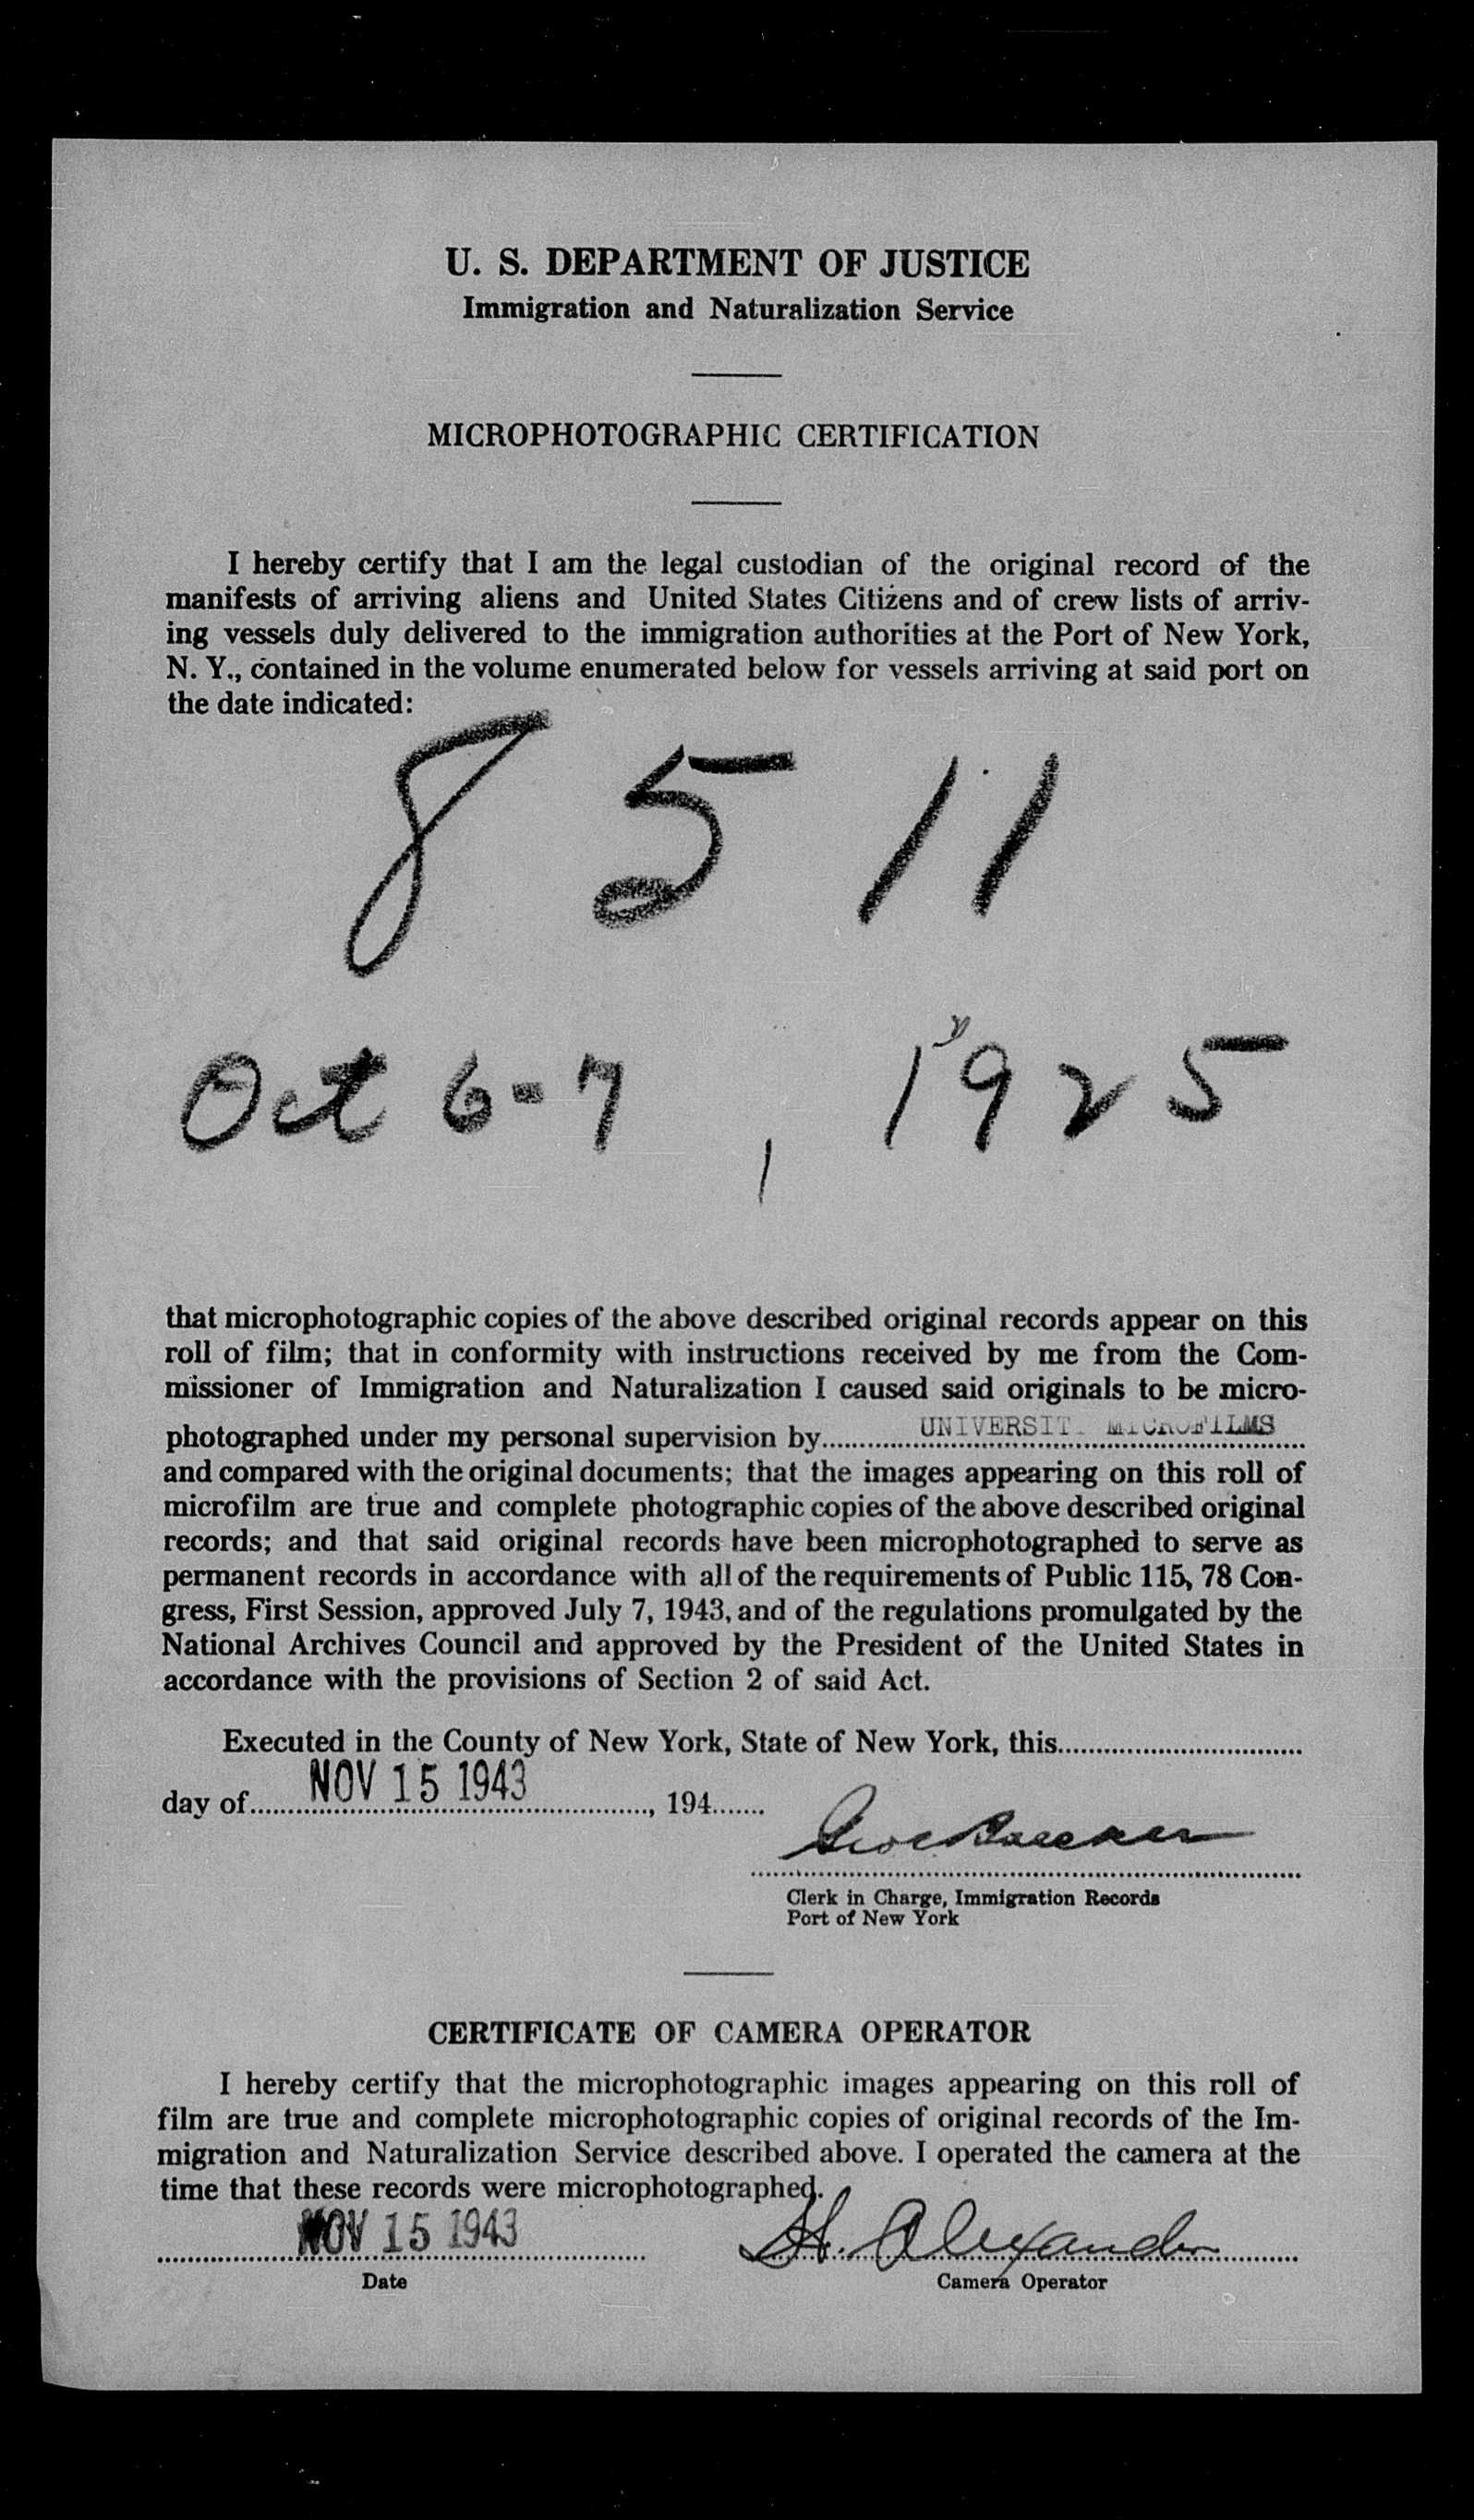 U. S. DEPARTMENT OF JUSTICE
Immigration and Naturalization Service
MICROPHOTOGRAPHIC CERTIFICATION
I hereby certify that I am the legal custodian of the original record of the
manifests of arriving aliens and United States Citizens and of crew lists of arriv-
ing vessels duly delivered to the immigration authorities at the Port of New York,
N. Y., contained in the volume enumerated below for vessels arriving at said port on
the date indicated:
8 5 11
Oct 6-7, 1925
that microphotographic copies of the above described original records appear on this
roll of film; that in conformity with instructions received by me from the Com-
missioner of Immigration and Naturalization I caused said originals to be micro-
photographed under my personal supervision by UNIVERSIT MICROFILMS
and compared with the original documents; that the images appearing on this roll of
microfilm are true and complete photographic copies of the above described original
records; and that said original records have been microphotographed to serve as
permanent records in accordance with all of the requirements of Public 115, 78 Con-
gress, First Session, approved July 7, 1943, and of the regulations promulgated by the
National Archives Council and approved by the President of the United States in
accordance with the provisions of Section 2 of said Act.
Executed in the County of New York, State of New York, this
day of NOV 15 1943, 194
Clerk in Charge, Immigration Records
Port of New York
CERTIFICATE OF CAMERA OPERATOR
I hereby certify that the microphotographic images appearing on this roll of
film are true and complete microphotographic copies of original records of the Im-
migration and Naturalization Service described above. I operated the camera at the
time that these records were microphotographed.
NOV 15 1943 H. Alexander
Date Camera Operator